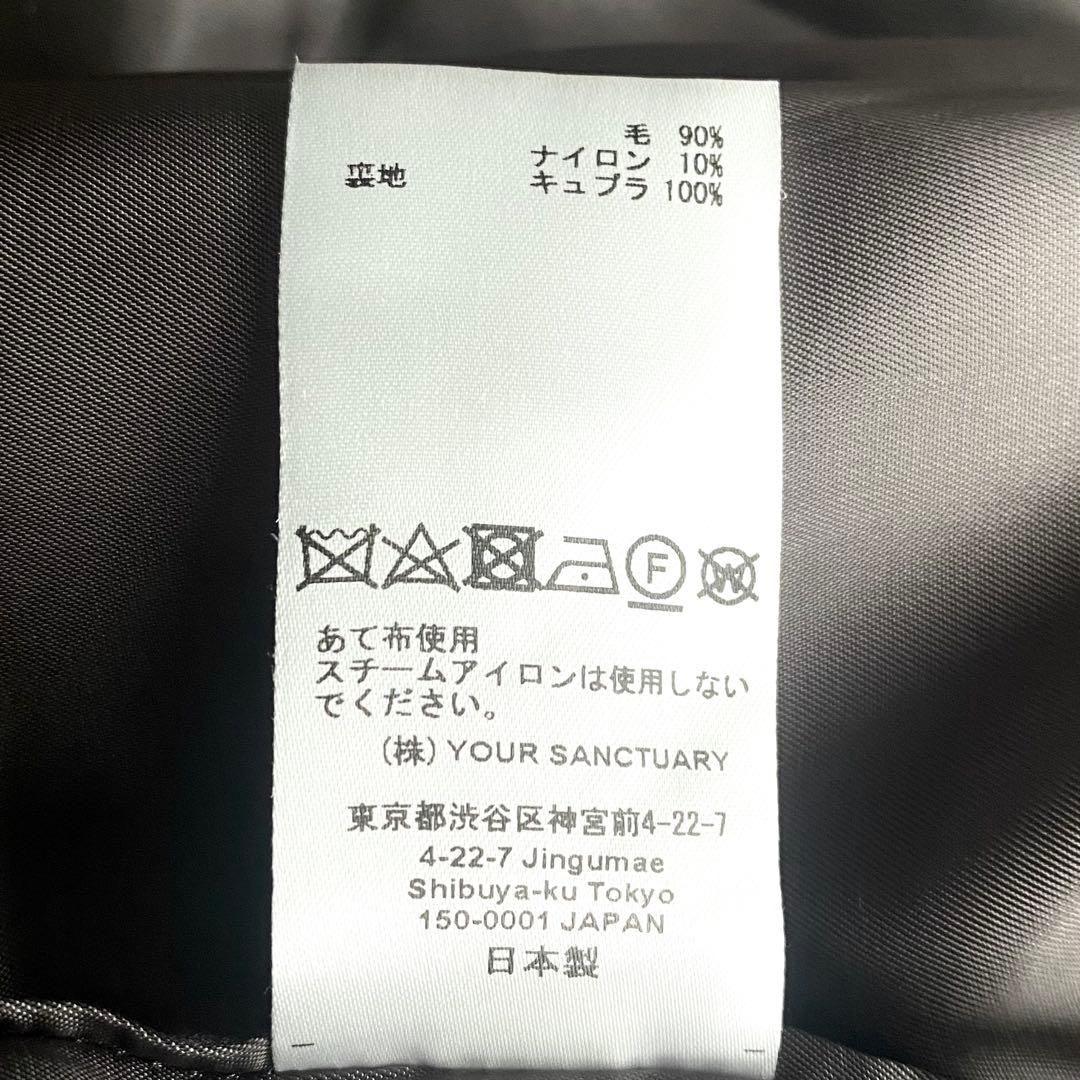 毛 90%
ナイロン 10%
裏地 キュプラ 100%
F W
あて布使用
スチームアイロンは使用しない
でください。
(株) YOUR SANCTUARY
東京都渋谷区神宮前4-22-7
4-22-7 Jingumae
Shibuya-ku Tokyo
150-0001 JAPAN
日本製